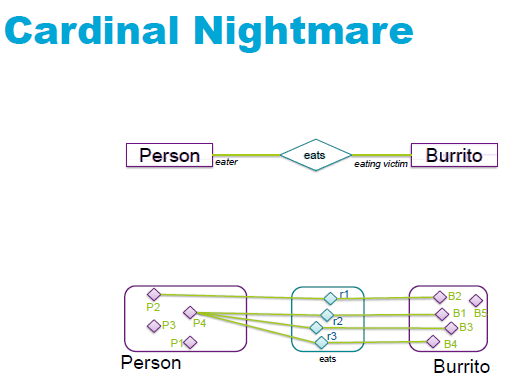 Cardinal Nightmare
Person
eater
eats
eating victim
Burrito
P2
P3
P4
P1
r1
r2
r3
B2
B1 B5
B3
B4
Person
eats
Burrito